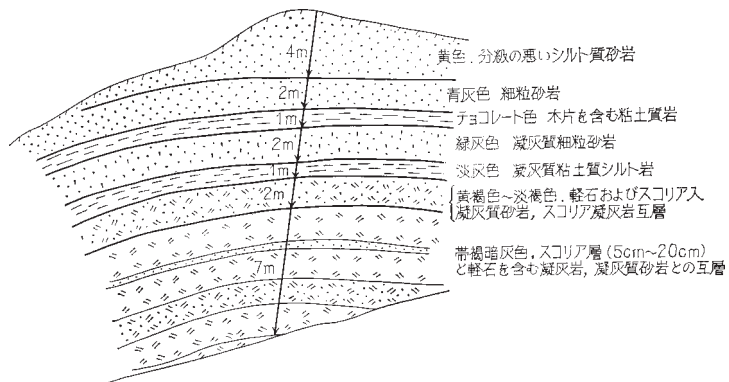 4m
黄色．分級の悪いシルト質砂岩
2m
青灰色 細粒砂岩
1m
チョコレート色 木片を含む粘土質岩
2m
緑灰色 凝灰質細粒砂岩
1m
淡灰色 凝灰質粘土質シルト岩
2m
黄褐色～淡褐色．軽石およびスコリア入
凝灰質砂岩，スコリア凝灰岩互層
7m
帯褐暗灰色．スコリア層(5cm～20cm)
と軽石を含む凝灰岩，凝灰質砂岩との互層